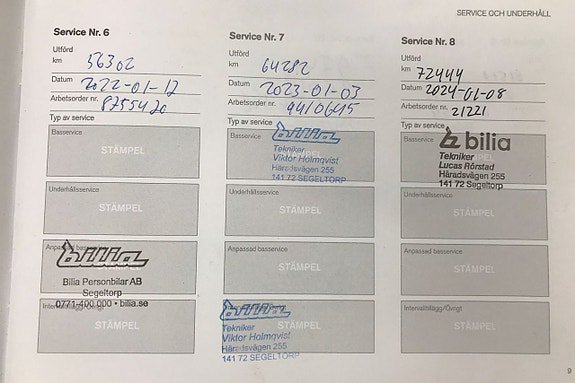 SERVICE OCH UNDERHÅLL
Service Nr. 6
Utförd
km 56302
Datum 2022-01-12
Arbetsorder nr. 8755420
Typ av service
Basservice
STÄMPEL
Underhållsservice
STÄMPEL
Anpassad basservice
bilia
Bilia Personbilar AB
Segeltorp
0771-400 000 • bilia.se
Intervalltillägg/Övrigt
STÄMPEL
Service Nr. 7
Utförd
km 64282
Datum 2023-01-03
Arbetsorder nr. 9410645
Typ av service
Basservice
bilia
Tekniker
Viktor Holmqvist
Häradsvägen 255
141 72 SEGELTORP
Underhållsservice
STÄMPEL
Anpassad basservice
STÄMPEL
bilia
STÄMPEL
Tekniker
Viktor Holmqvist
Häradsvägen 255
141 72 SEGELTORP
Service Nr. 8
Utförd
km 72444
Datum 2024-01-08
Arbetsorder nr. 21221
Typ av service
Basservice
bilia
Tekniker
Lucas Rörstad
Häradsvägen 255
141 72 Segeltorp
Underhållsservice
STÄMPEL
Anpassad basservice
STÄMPEL
Intervalltillägg/Övrigt
STÄMPEL
9